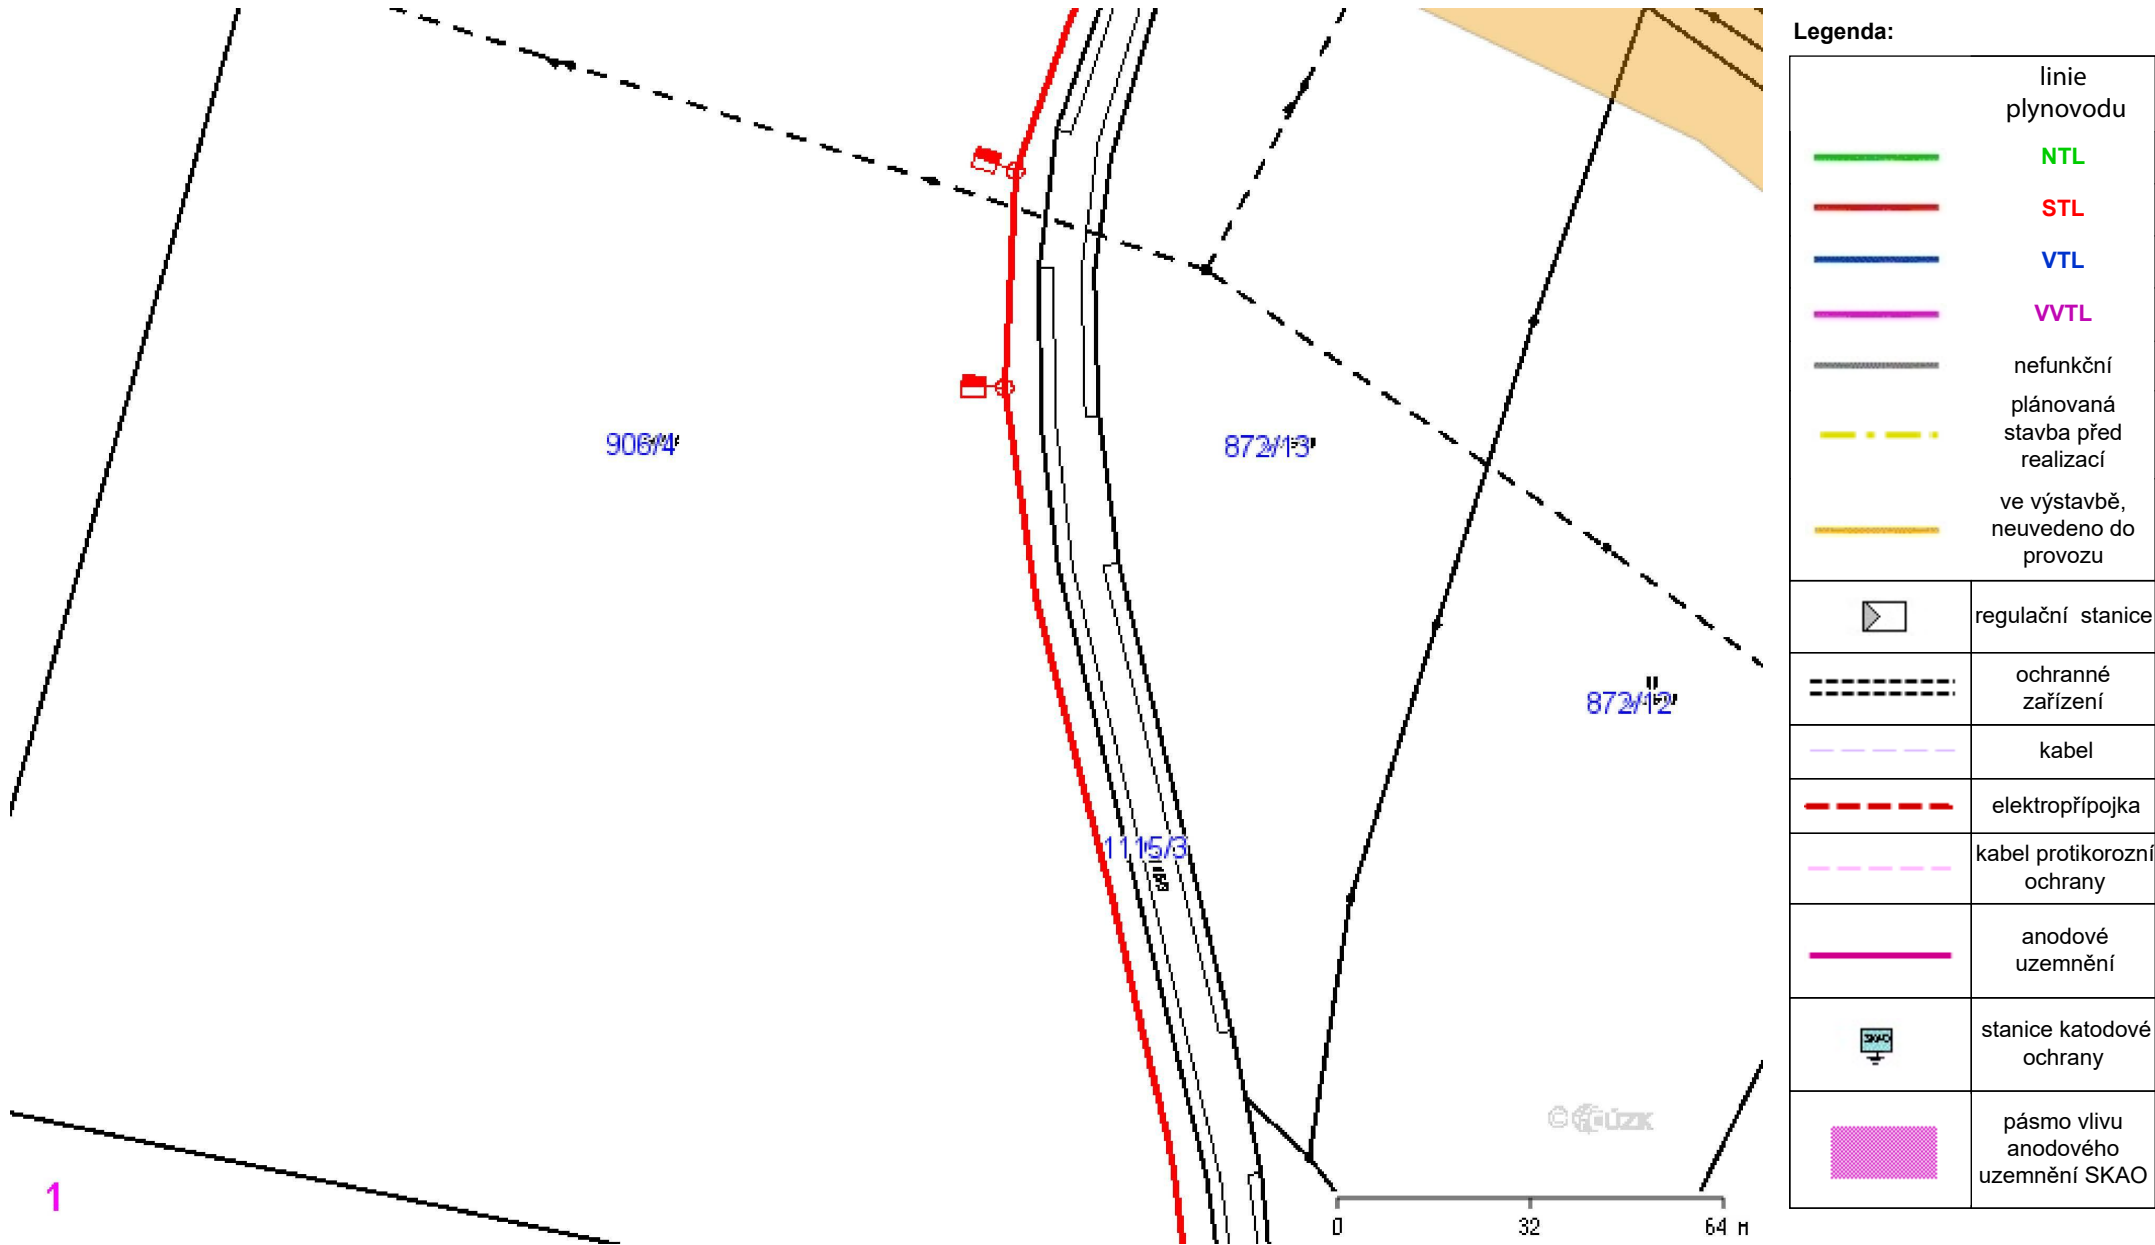 Legenda:
linie
plynovodu
NTL
STL
VTL
VVTL
nefunkční
plánovaná
stavba před
realizací
ve výstavbě,
neuvedeno do
provozu
regulační stanice
ochranné
zařízení
kabel
elektropřípojka
kabel protikorozní
ochrany
anodové
uzemnění
SKAO
stanice katodové
ochrany
pásmo vlivu
anodového
uzemnění SKAO
906/4
872/13
872/12
1115/3
1
© ČÚZK
0 32 64 м